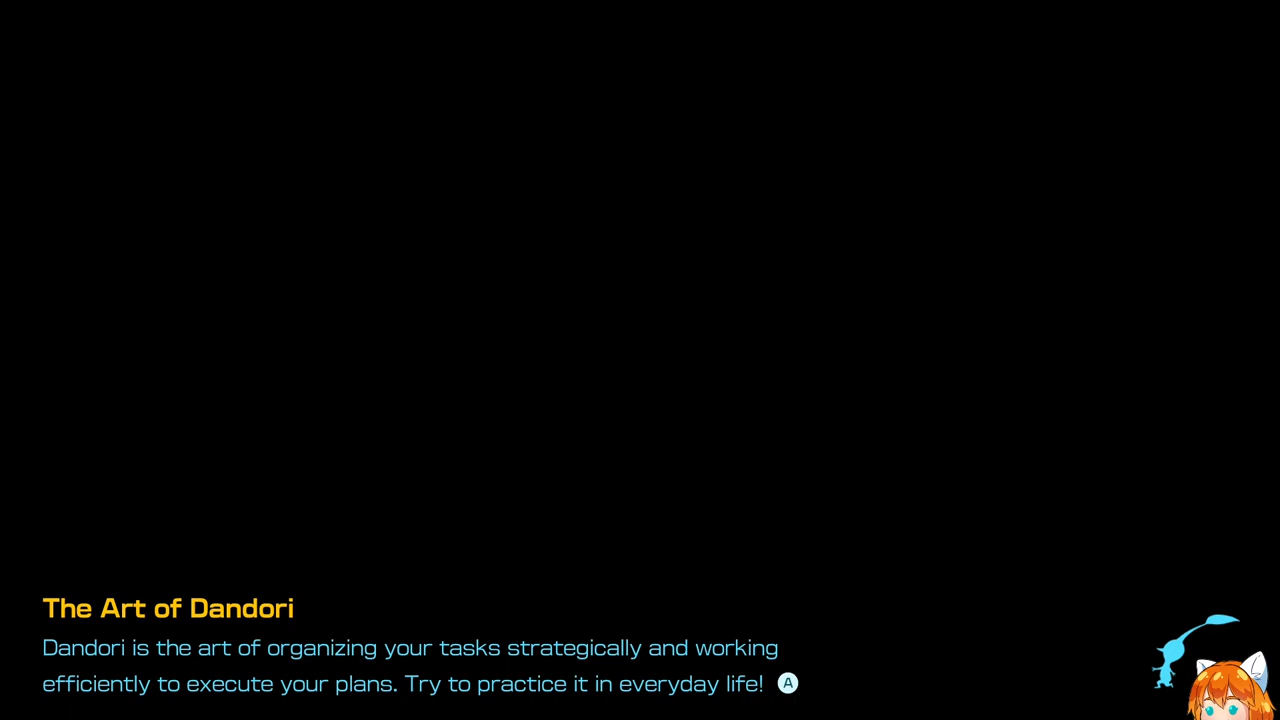 The Art of Dandori
Dandori is the art of organizing your tasks strategically and working
efficiently to execute your plans. Try to practice it in everyday life! A